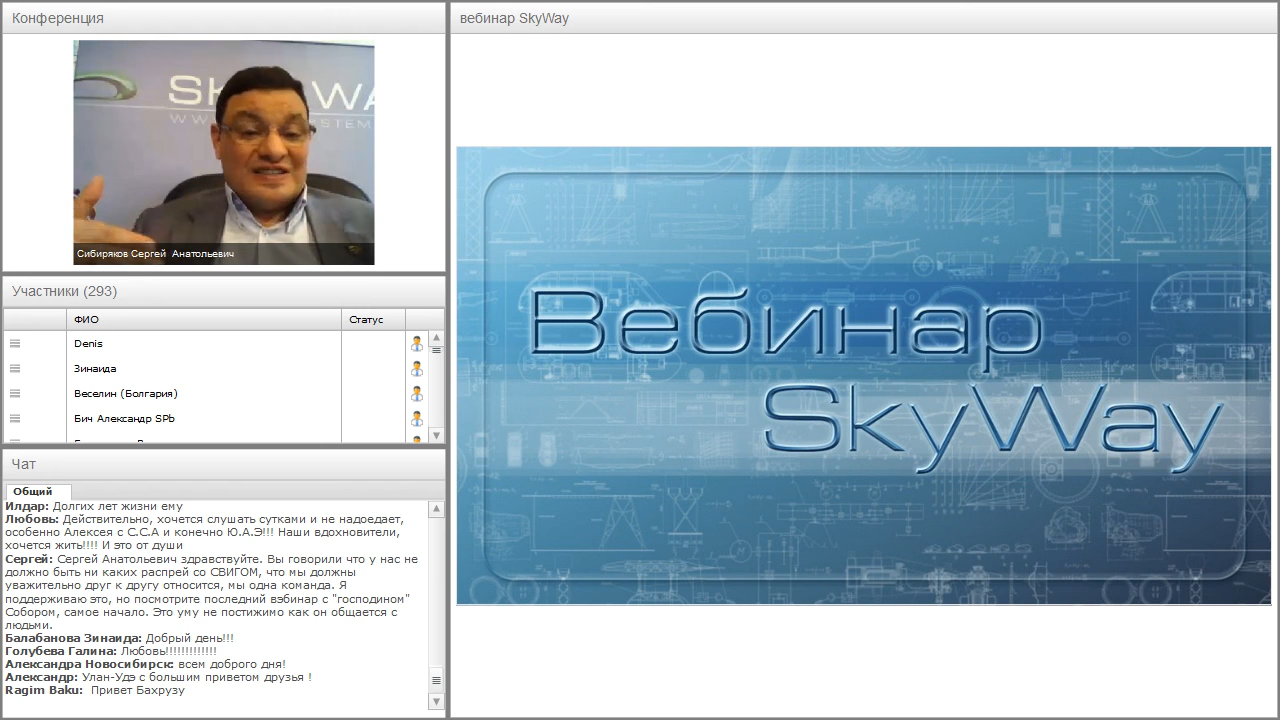 Конференция
SK WA
WW
STEM
Сибиряков Сергей Анатольевич
Участники (293)
ФИО Статус
Denis
Зинаида
Веселин (Болгария)
Бич Александр SPb
Чат
Общий
Илдар: Долгих лет жизни ему
Любовь: Действительно, хочется слушать сутками и не надоедает,
особенно Алексея с С.С.А и конечно Ю.А.Э!!! Наши вдохновители,
хочется жить!!!! И это от души
Сергей: Сергей Анатольевич здравствуйте. Вы говорили что у нас не
должно быть ни каких распрей со СВИГОМ, что мы должны
уважительно друг к другу относится, мы одна команда. Я
поддерживаю это, но посмотрите последний вэбинар с "господином"
Собором, самое начало. Это уму не постижимо как он общается с
людьми.
Балабанова Зинаида: Добрый день!!!
Голубева Галина: Любовь!!!!!!!!!!!!!
Александра Новосибирск: всем доброго дня!
Александр: Улан-Удэ с большим приветом друзья !
Ragim Baku: Привет Бахрузу
вебинар SkyWay
Вебинар
SkyWay